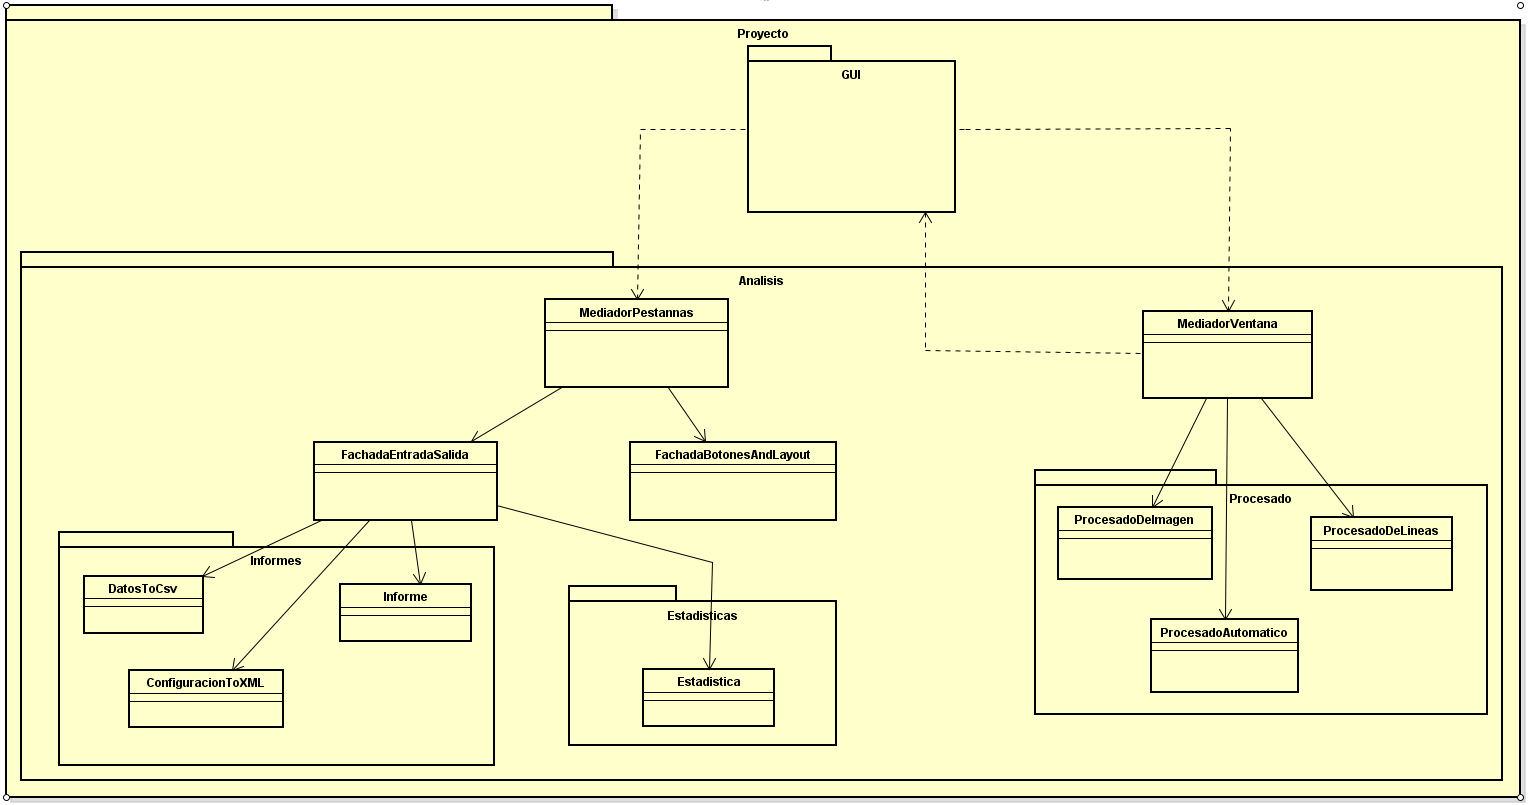 Proyecto
GUI
Analisis
MediadorPestannas
MediadorVentana
FachadaEntradaSalida
FachadaBotonesAndLayout
Procesado
ProcesadoDeImagen
ProcesadoDeLineas
Informes
DatosToCsv
Informe
Estadisticas
ProcesadoAutomatico
ConfiguracionToXML
Estadistica